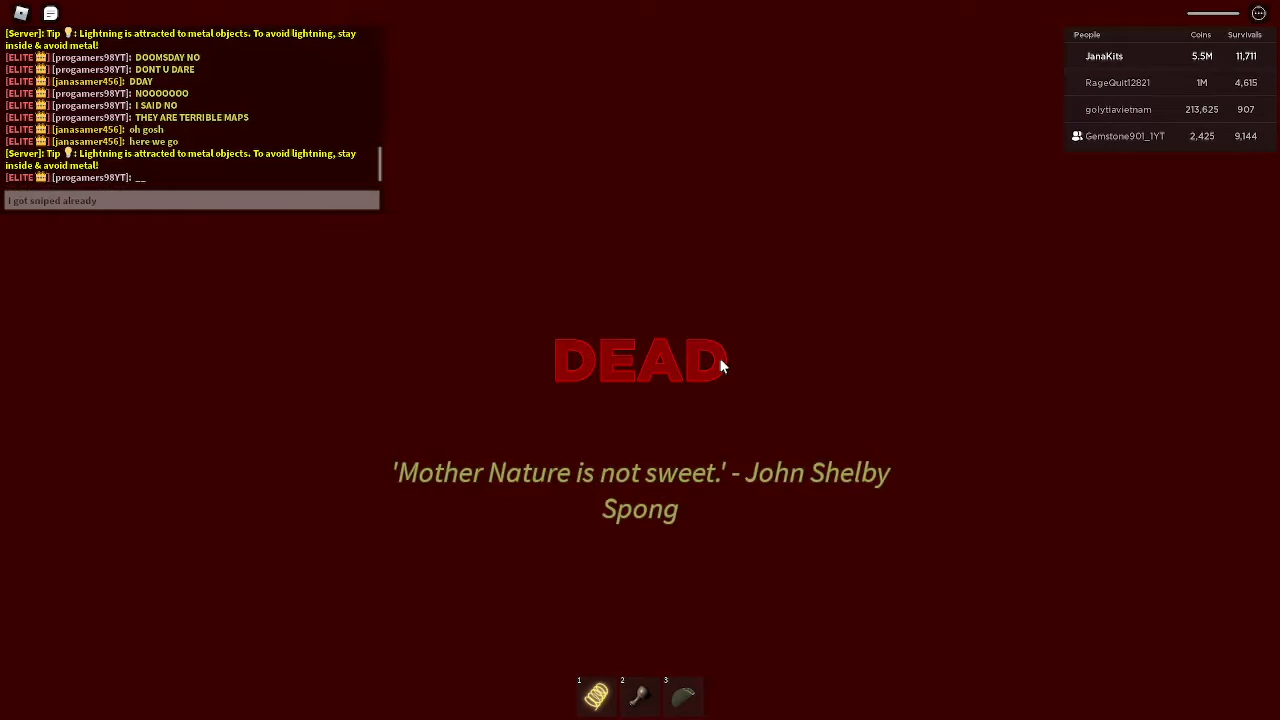 [Server]: Tip 💡: Lightning is attracted to metal objects. To avoid lightning, stay
inside & avoid metal!
[ELITE 👑] [progamers98YT]: DOOMSDAY NO
[ELITE 👑] [progamers98YT]: DONT U DARE
[ELITE 👑] [janasamer456]: DDAY
[ELITE 👑] [progamers98YT]: NOOOOOOO
[ELITE 👑] [progamers98YT]: I SAID NO
[ELITE 👑] [progamers98YT]: THEY ARE TERRIBLE MAPS
[ELITE 👑] [janasamer456]: oh gosh
[ELITE 👑] [janasamer456]: here we go
[Server]: Tip 💡: Lightning is attracted to metal objects. To avoid lightning, stay
inside & avoid metal!
[ELITE 👑] [progamers98YT]: __
i got sniped already
People Coins Survivals
JanaKits 5.5M 11,711
RageQuit12821 1M 4,615
golytiavietnam 213,625 907
Gemstone901_1YT 2,425 9,144
DEAD
'Mother Nature is not sweet.' - John Shelby
Spong
1 2 3